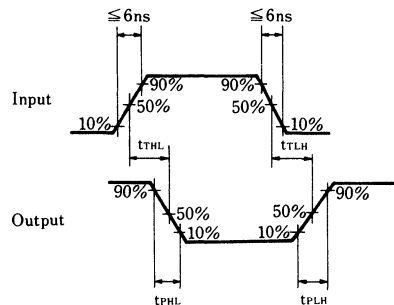 ≦6ns ≦6ns
90% 90%
Input 50% 50%
10% 10%
tTHL tTLH
90% 90%
Output 50% 50%
10% 10%
tPHL tPLH